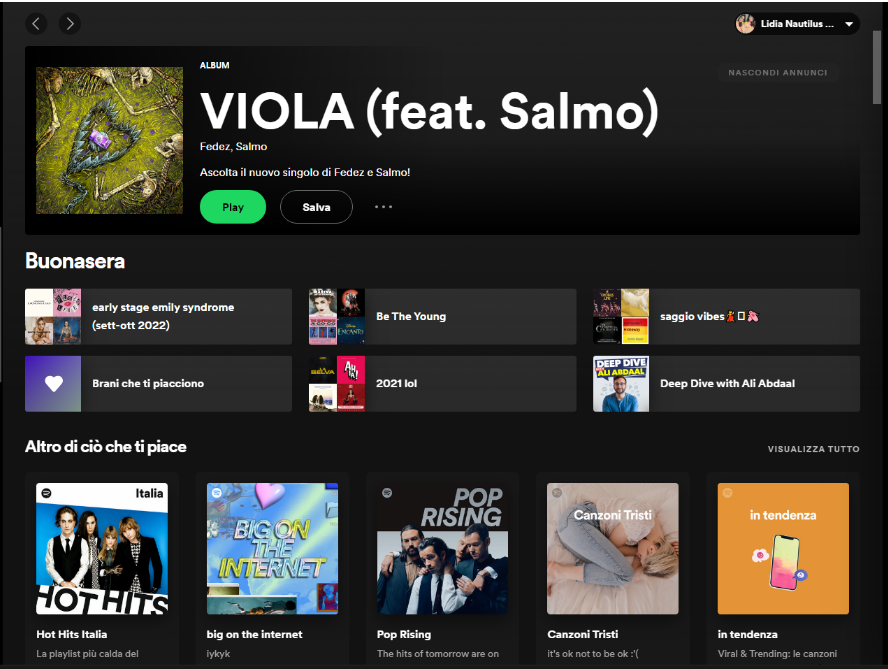 Lidia Nautilus ...
ALBUM
NASCONDI ANNUNCI
VIOLA (feat. Salmo)
Fedez, Salmo
Ascolta il nuovo singolo di Fedez e Salmo!
Play
Salva
Buonasera
early stage emily syndrome
(sett-ott 2022)
Be The Young
ENCANTO
saggio vibes
Brani che ti piacciono
BELVA
AHIA!
2021 lol
DEEP DIVE
ALI ABDAAL
Deep Dive with Ali Abdaal
Altro di ciò che ti piace
VISUALIZZA TUTTO
Italia
HOT HITS
BIG ON
THE
INTERNET
POP
RISING
Canzoni Tristi
in tendenza
Hot Hits Italia
big on the internet
Pop Rising
Canzoni Tristi
in tendenza
La playlist più calda del
iykyk
The hits of tomorrow are on
it's ok not to be ok :'(
Viral & Trending: le canzoni